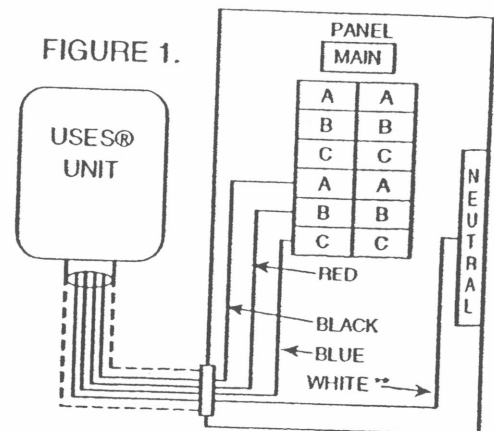 FIGURE 1.
PANEL
MAIN
USES®
UNIT
A A
B B
C C
A A
B B
C C
NEUTRAL
RED
BLACK
BLUE
WHITE **